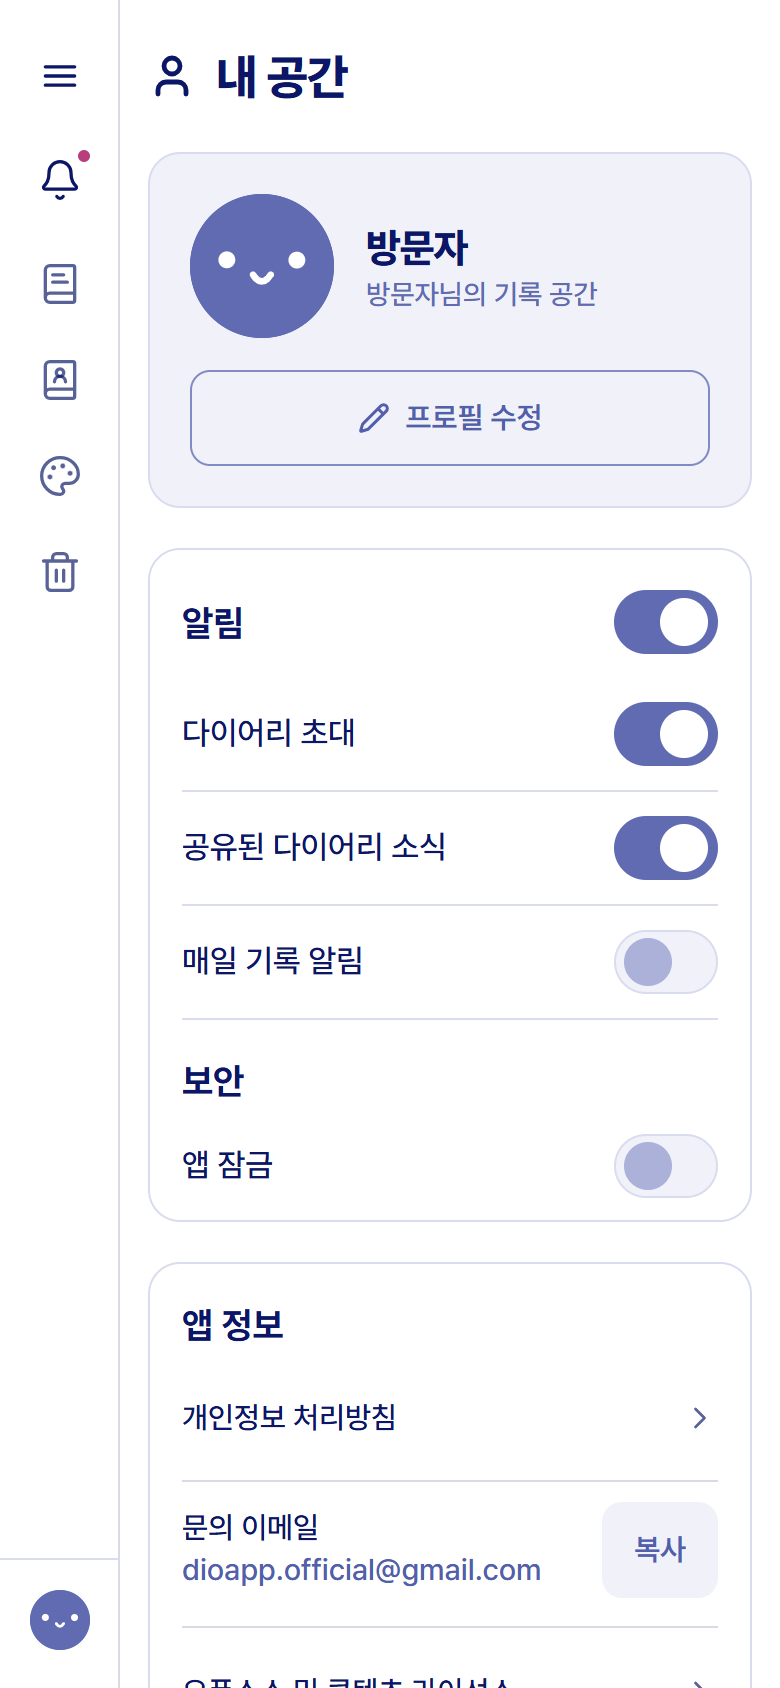 내 공간
방문자
방문자님의 기록 공간
프로필 수정
알림
다이어리 초대
공유된 다이어리 소식
매일 기록 알림
보안
앱 잠금
앱 정보
개인정보 처리방침
문의 이메일
dioapp.official@gmail.com
복사